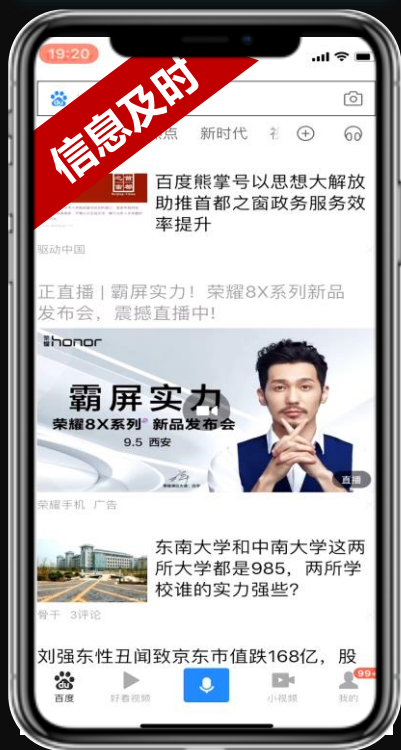 19:20
信息及时
点
新时代
百度熊掌号以思想大解放
助推首都之窗政务服务效
率提升
驱动中国
正直播 | 霸屏实力！荣耀8X系列新品
发布会，震撼直播中！
荣耀honor
霸屏实力
荣耀8X系列 新品发布会
9.5 西安
直播
荣耀手机 广告
东南大学和中南大学这两
所大学都是985，两所学
校谁的实力强些？
骨干 3评论
刘强东性丑闻致京东市值跌168亿，股
99+
百度
好看视频
小视频
我的